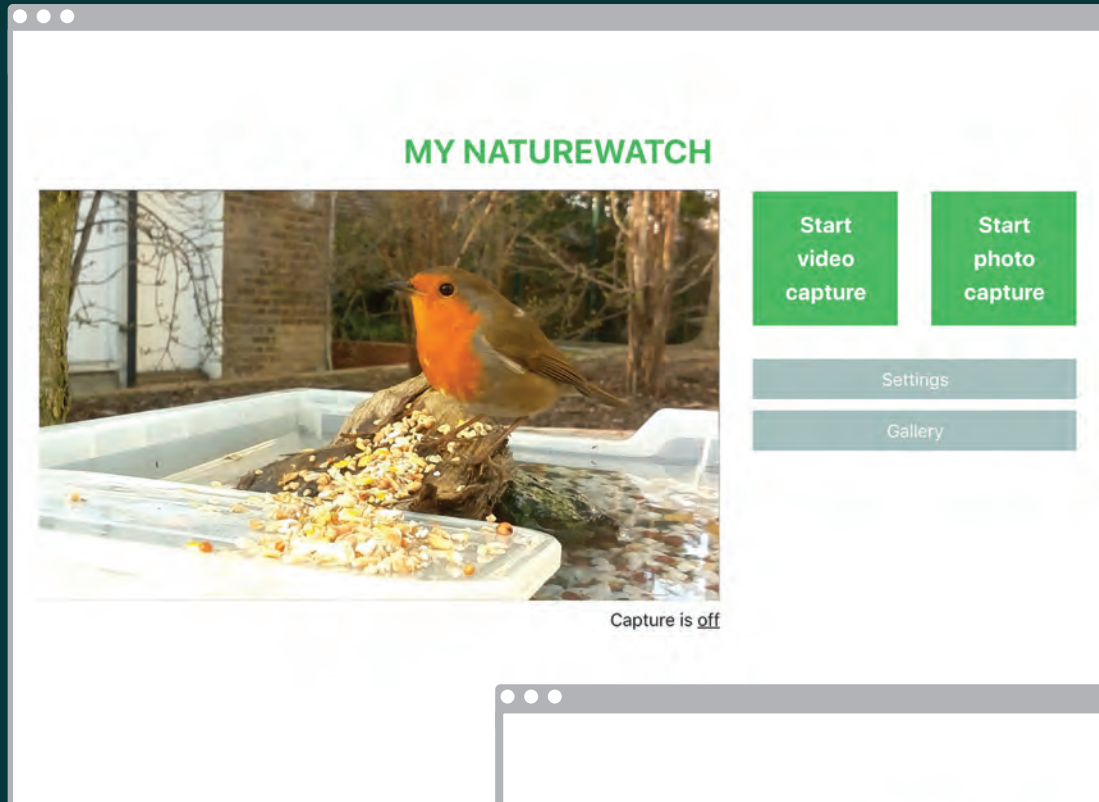 MY NATUREWATCH
Start
video
capture
Start
photo
capture
Settings
Gallery
Capture is off